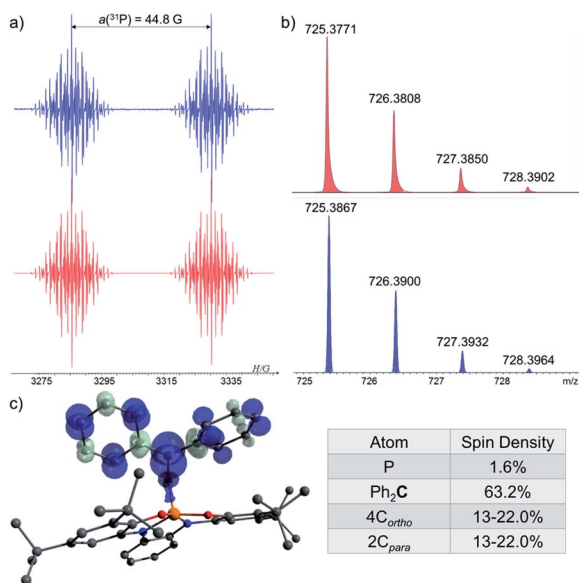 a)
a(³¹P) = 44.8 G
3275 3295 3315 3335 H/G
b)
725.3771
726.3808
727.3850
728.3902
725.3867
726.3900
727.3932
728.3964
725 726 727 728 m/z
c)
Atom Spin Density
P 1.6%
Ph₂C 63.2%
4Cortho 13-22.0%
2Cpara 13-22.0%